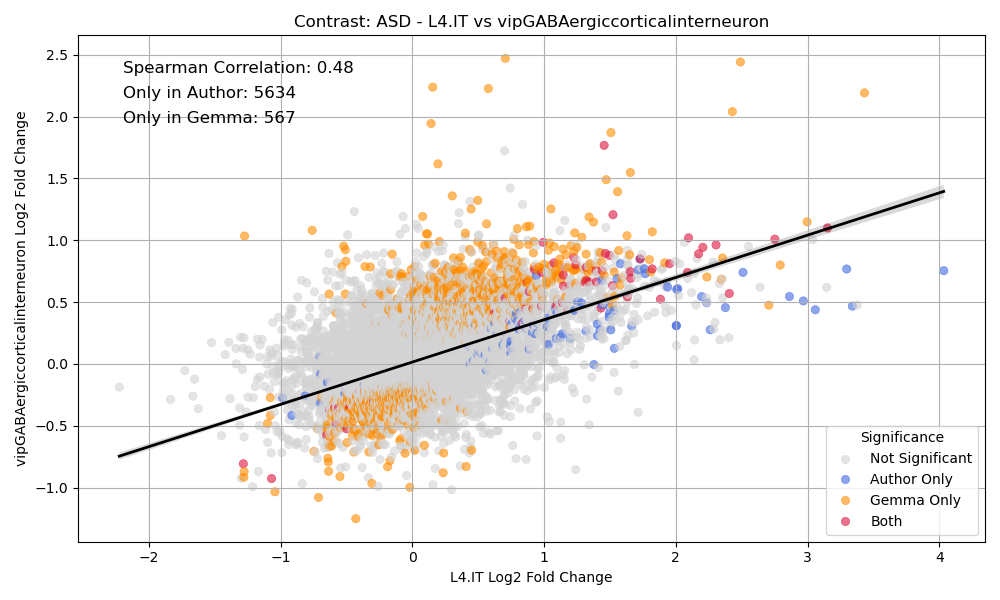 Contrast: ASD - L4.IT vs vipGABAergiccorticalinterneuron
Spearman Correlation: 0.48
Only in Author: 5634
Only in Gemma: 567
vipGABAergiccorticalinterneuron Log2 Fold Change
2.5
2.0
1.5
1.0
0.5
0.0
−0.5
−1.0
Significance
Not Significant
Author Only
Gemma Only
Both
−2
−1
0
1
2
3
4
L4.IT Log2 Fold Change